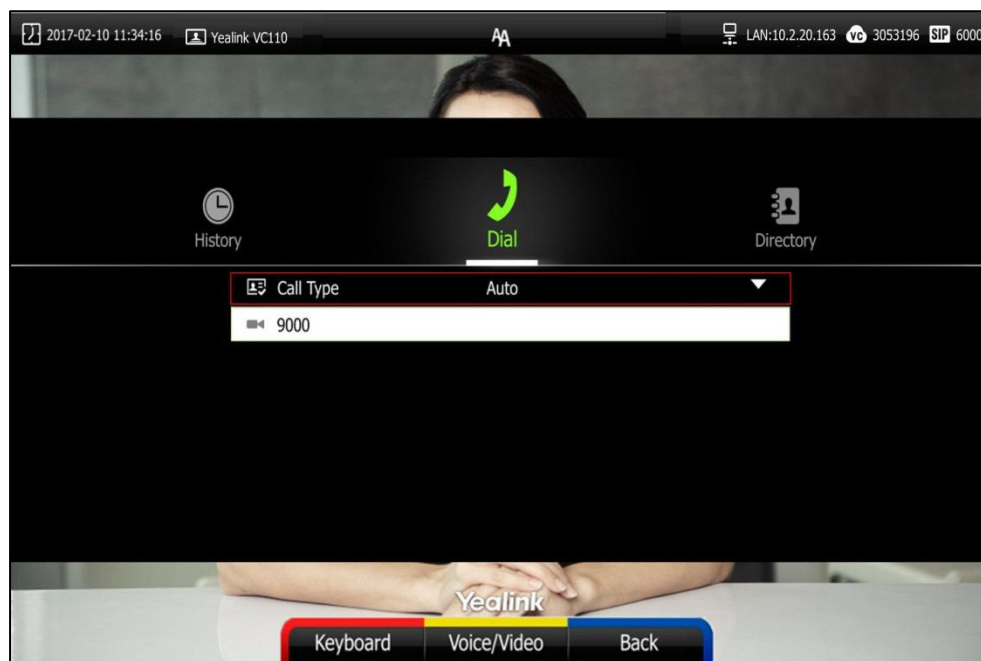 2017-02-10 11:34:16 Yealink VC110 AA LAN:10.2.20.163 VC 3053196 SIP 6000
History Dial Directory
Call Type Auto
9000
Yealink
Keyboard Voice/Video Back